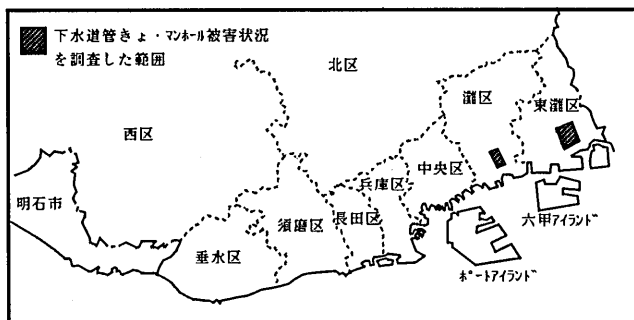 下水道管きょ・マンホール被害状況
を調査した範囲
北区
灘区
東灘区
西区
中央区
兵庫区
明石市
須磨区
長田区
六甲アイランド
垂水区
ポートアイランド